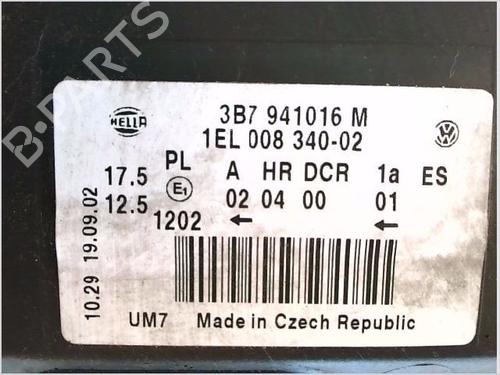 HELLA
3B7 941016 M
1EL 008 340-02
17.5 PL A HR DCR 1a ES
12.5 E1 02 04 00 01
1202 ← ←
10.29 19.09.02
UM7 Made in Czech Republic
B-PARTS